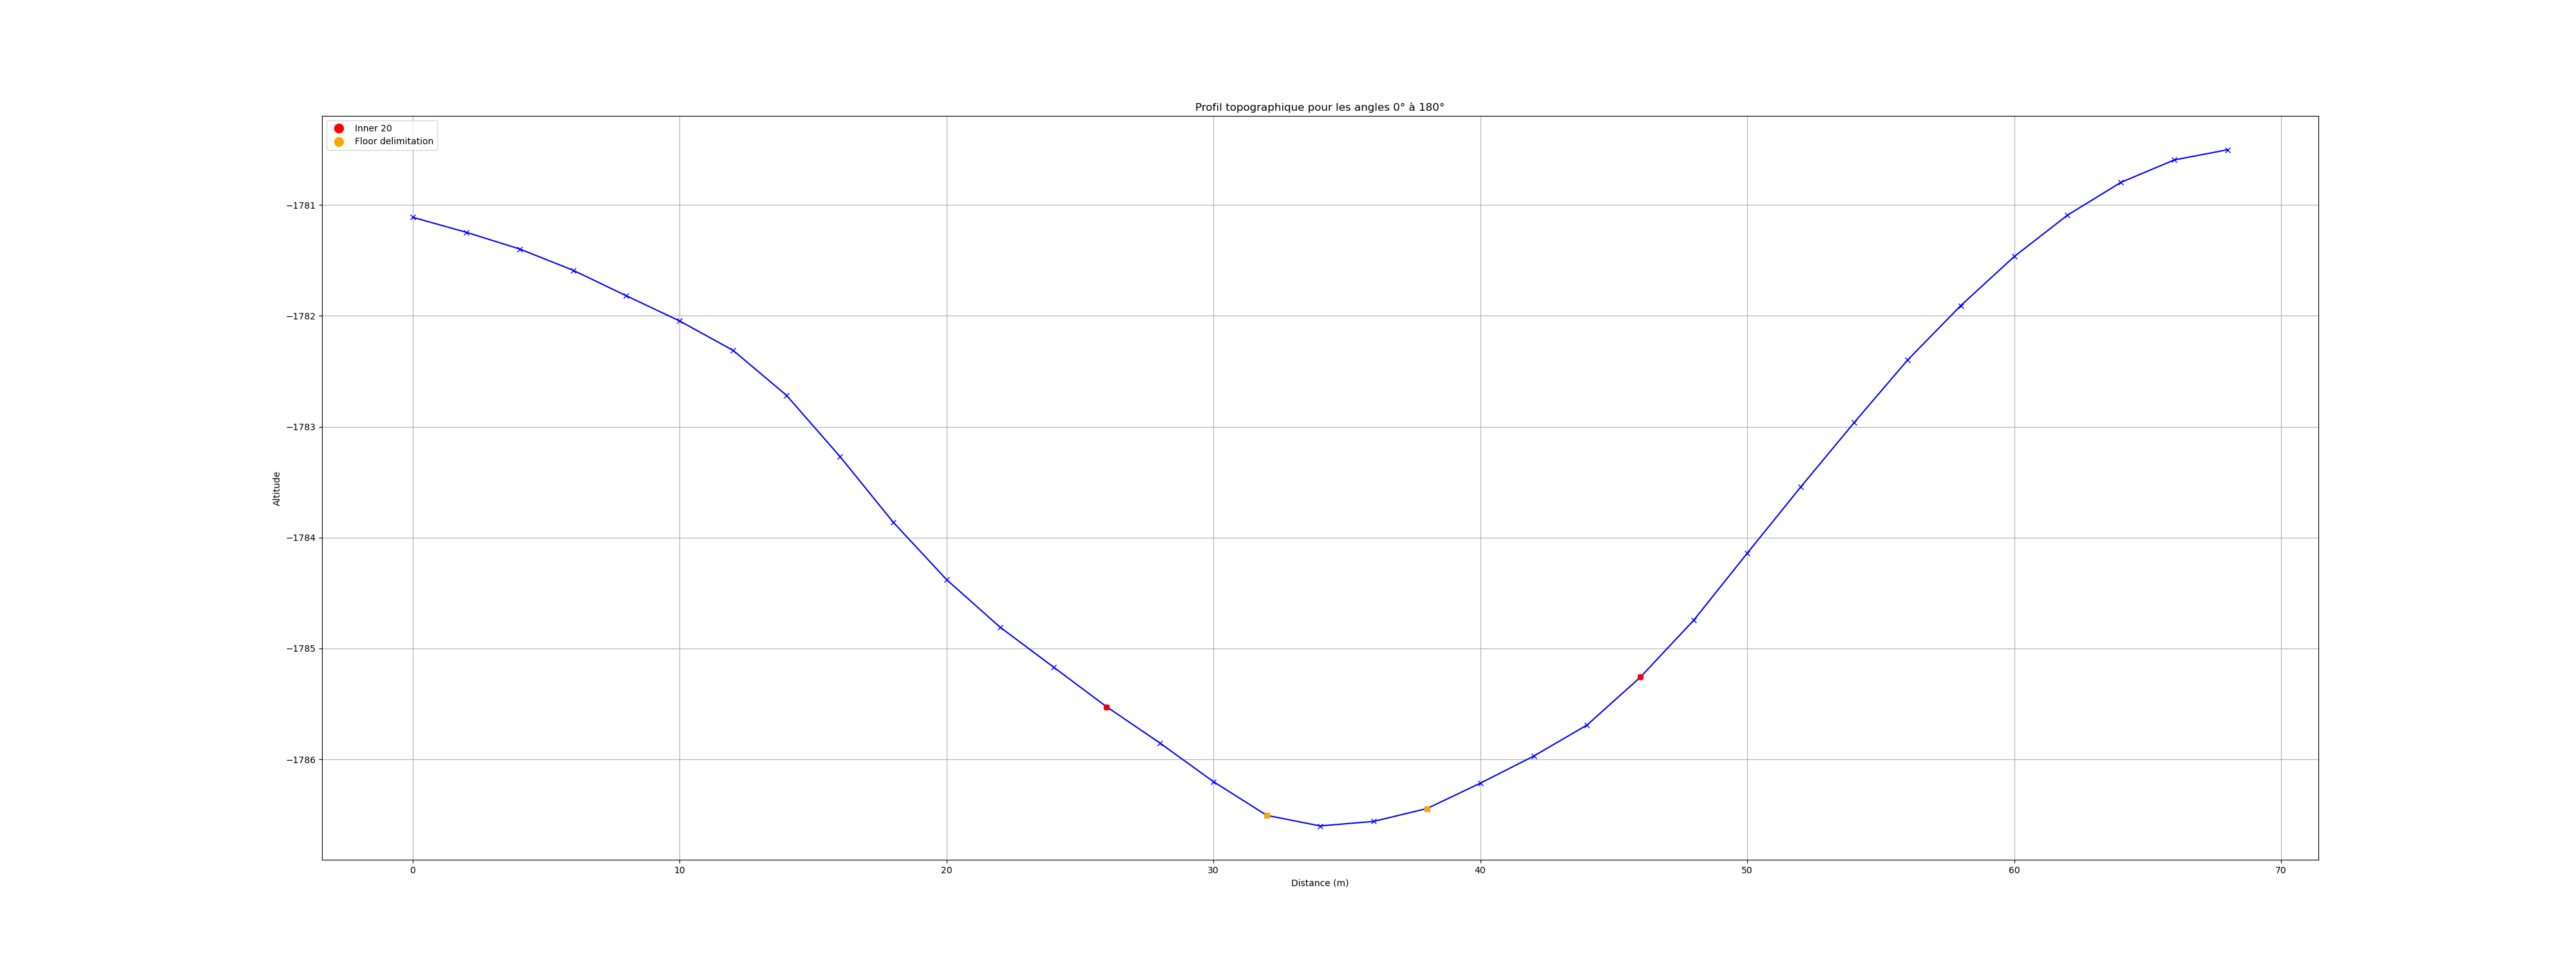 Profil topographique pour les angles 0° à 180°
Inner 20
Floor delimitation
−1781
−1782
−1783
−1784
−1785
−1786
Altitude
0 10 20 30 40 50 60 70
Distance (m)